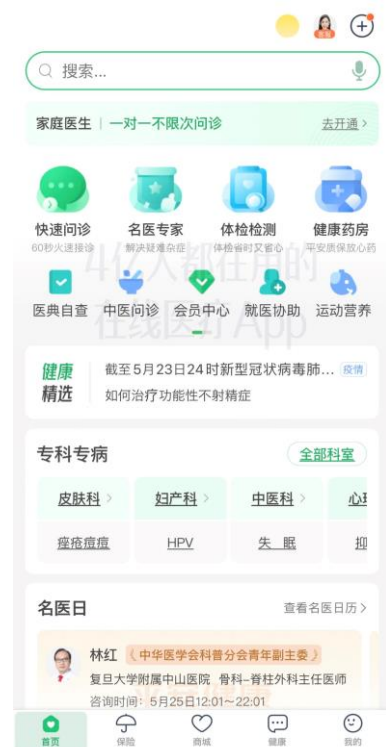 客服
搜索...
家庭医生 | 一对一不限次问诊 去开通 >
快速问诊 名医专家 体检检测 健康药房
60秒火速接诊 解决疑难杂症 体检省时又省心 平安质保放心药
4亿人都在用的
在线医疗App
医典自查 中医问诊 会员中心 就医协助 运动营养
健康精选
截至5月23日24时新型冠状病毒肺... 疫情
如何治疗功能性不射精症
专科专病 全部科室
皮肤科 > 妇产科 > 中医科 > 心理
痤疮痘痘 HPV 失 眠 抑
名医日 查看名医日历 >
林红 《中华医学会科普分会青年副主委》
复旦大学附属中山医院 骨科-脊柱外科主任医师
咨询时间：5月25日12:01~22:01
首页 保险 商城 健康 我的